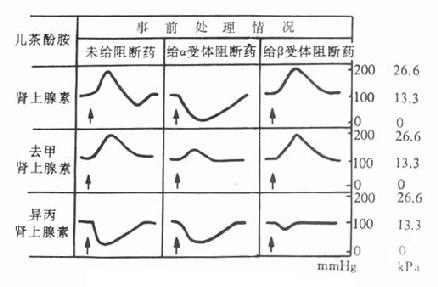 儿茶酚胺
事前处理情况
未给阻断药 给α受体阻断药 给β受体阻断药
肾上腺素
200 26.6
100 13.3
0 0
去甲
肾上腺素
200 26.6
100 13.3
0 0
异丙
肾上腺素
200 26.6
100 13.3
0 0
mmHg kPa